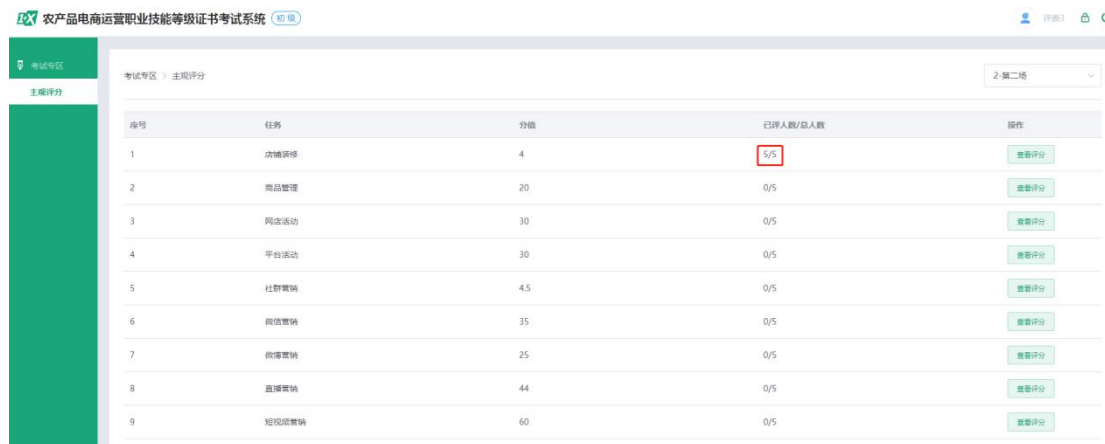 农产品电商运营职业技能等级证书考试系统 初级 评委3
考试专区
主观评分
考试专区 > 主观评分 2-第二场
序号 任务 分值 已评人数/总人数 操作
1 店铺装修 4 5/5 查看评分
2 商品管理 20 0/5 查看评分
3 网店活动 30 0/5 查看评分
4 平台活动 30 0/5 查看评分
5 社群营销 4.5 0/5 查看评分
6 微信营销 35 0/5 查看评分
7 微博营销 25 0/5 查看评分
8 直播营销 44 0/5 查看评分
9 短视频营销 60 0/5 查看评分